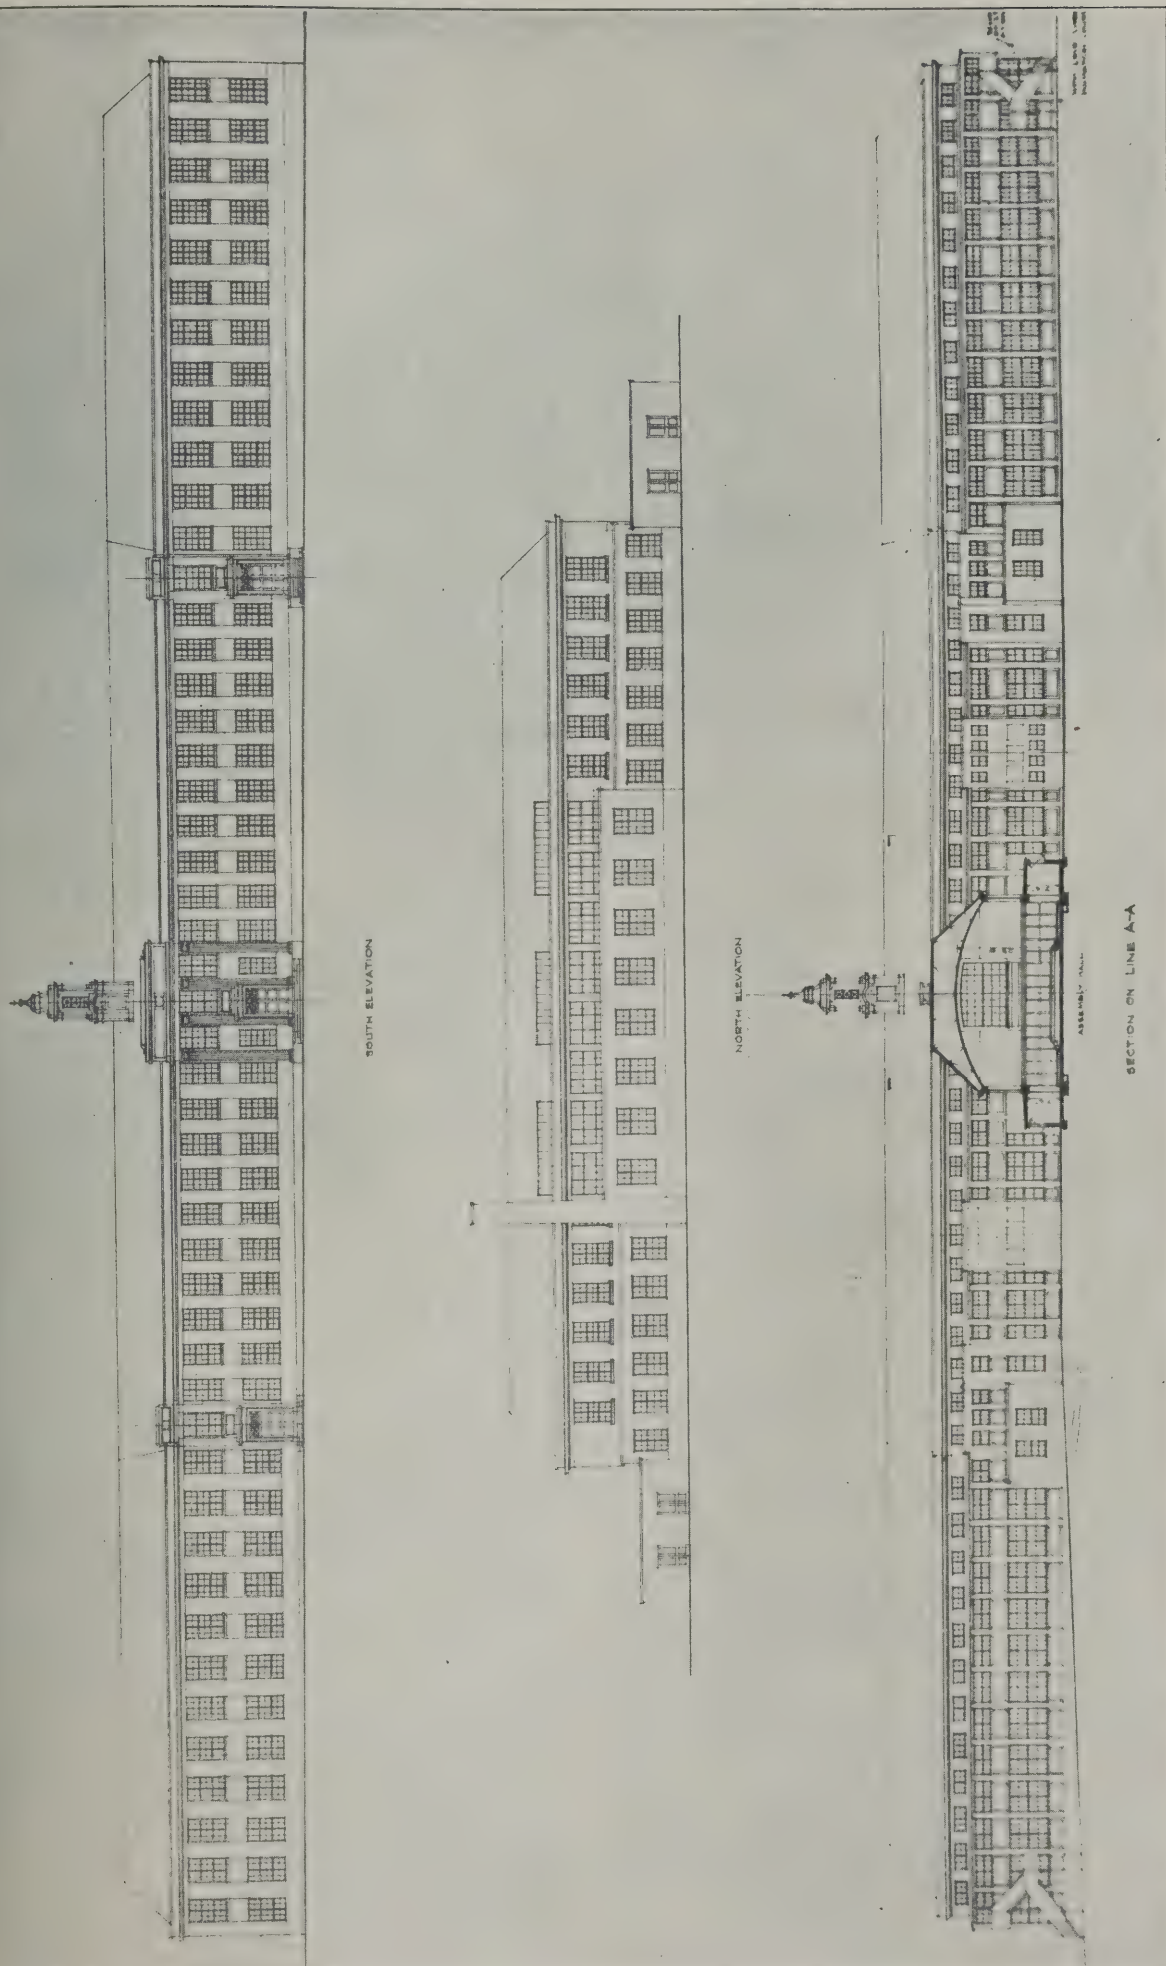 SOUTH ELEVATION
NORTH ELEVATION
ASSEMBLY HALL
SECTION ON LINE A-A